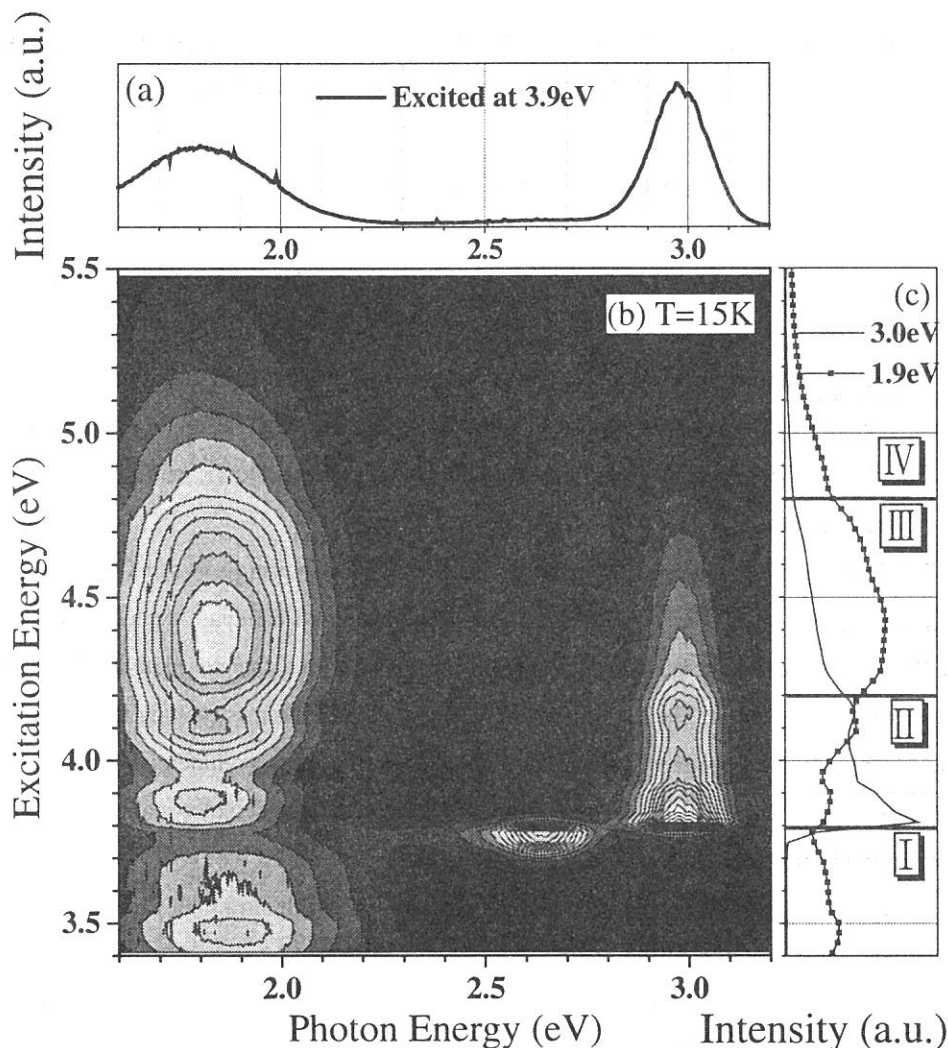 Intensity (a.u.)
(a)
Excited at 3.9eV
2.0 2.5 3.0
5.5
5.0
4.5
4.0
3.5
Excitation Energy (eV)
(b) T=15K
2.0 2.5 3.0
Photon Energy (eV)
(c)
3.0eV
1.9eV
IV
III
II
I
Intensity (a.u.)